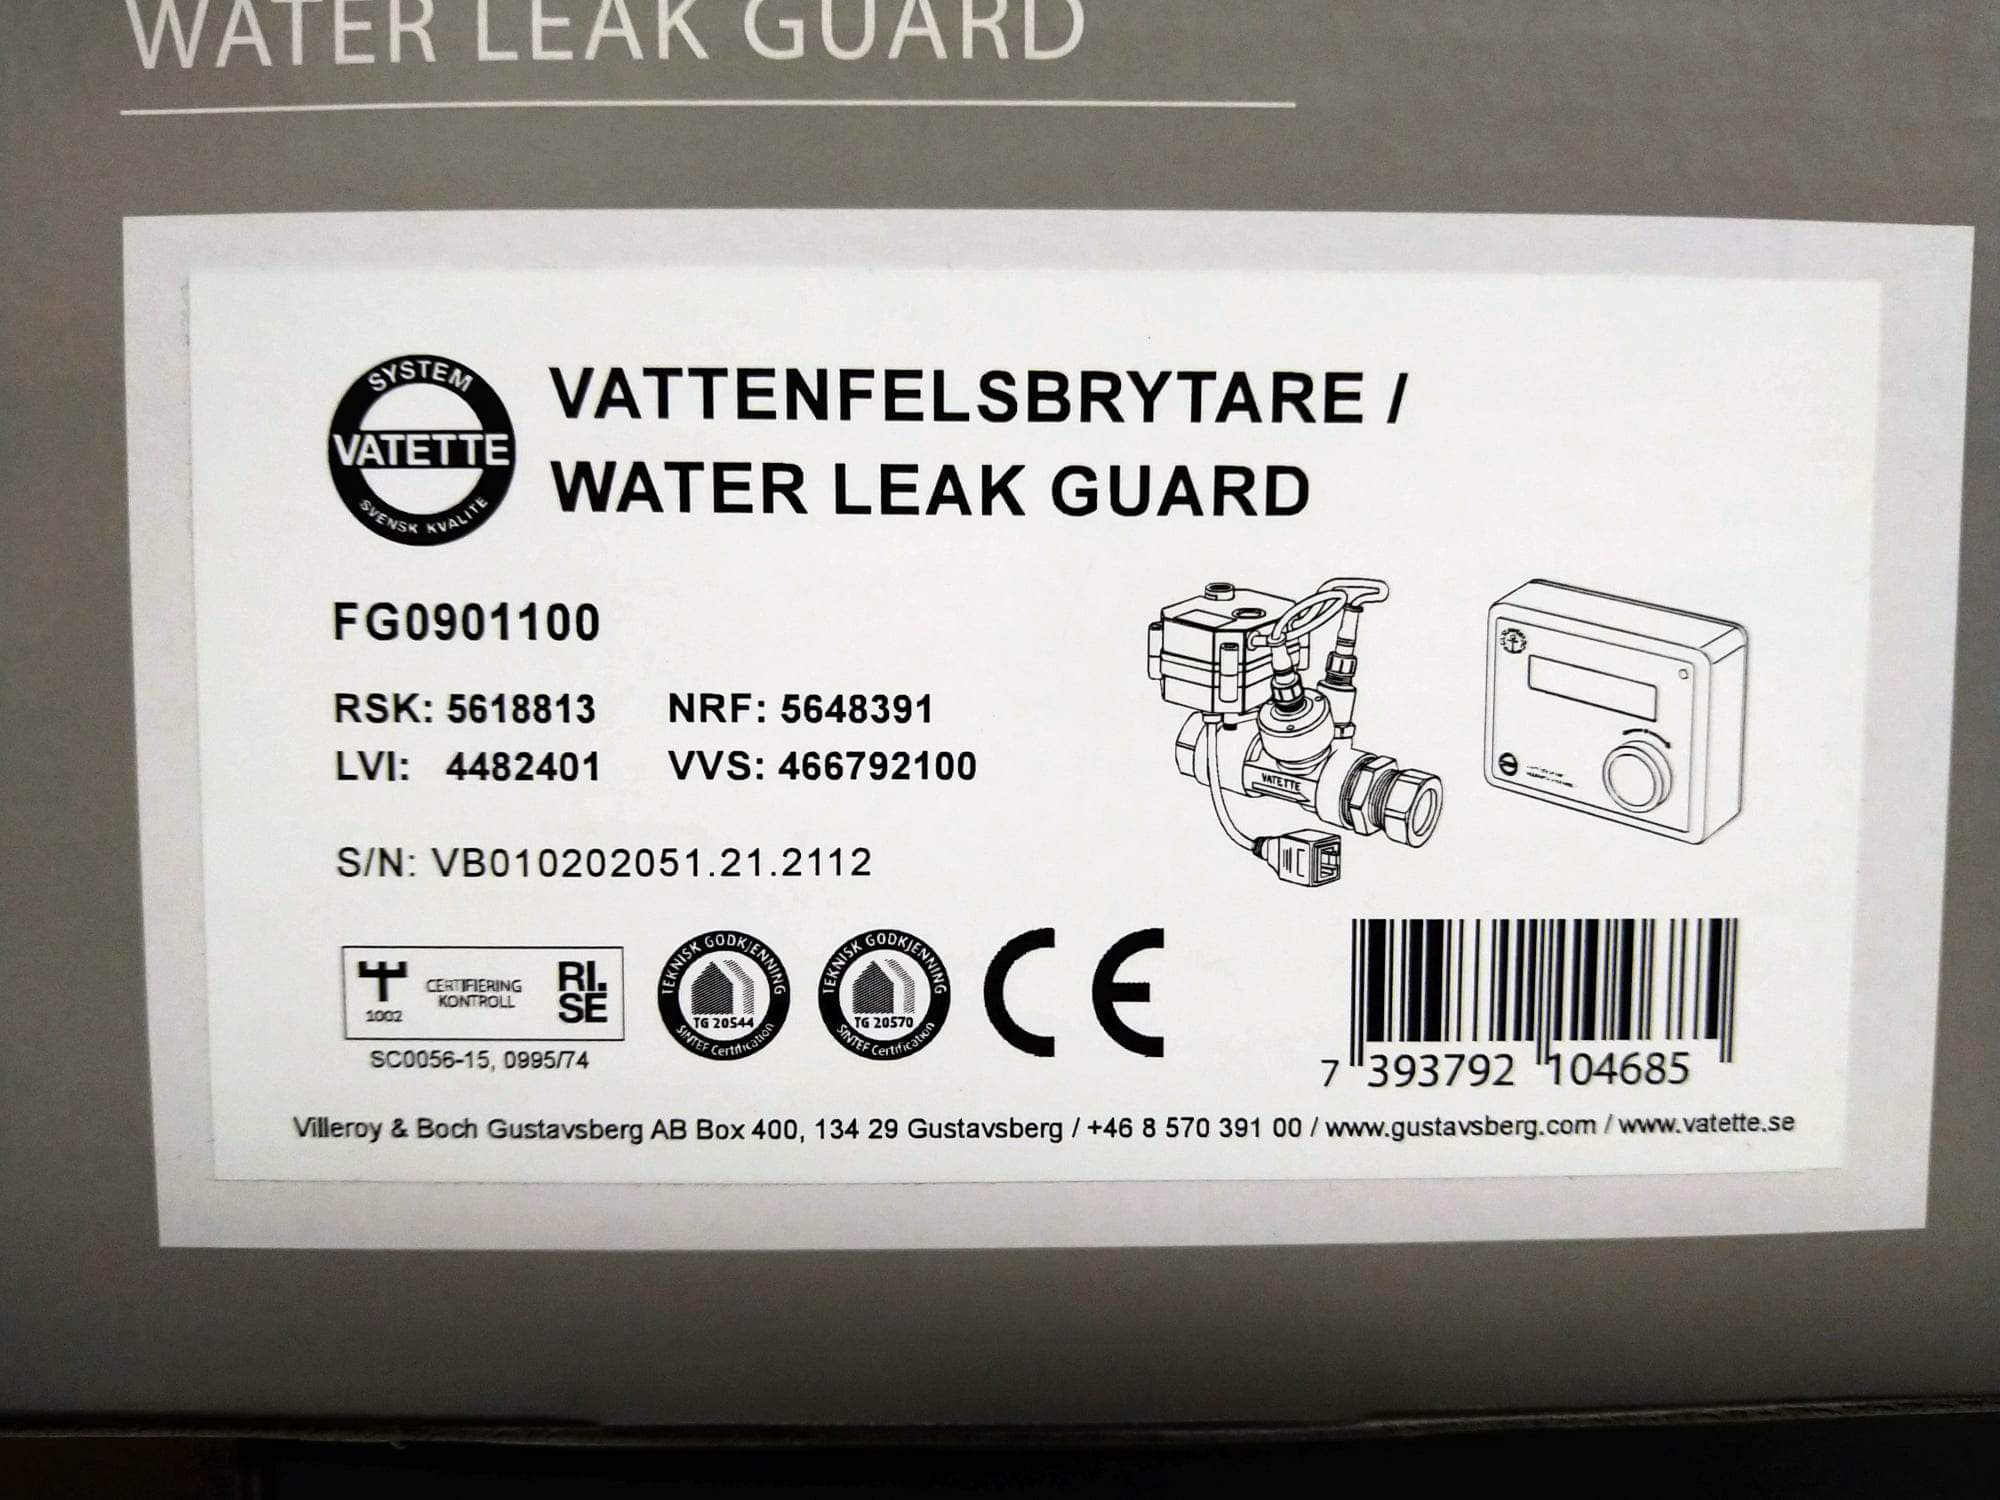 WATER LEAK GUARD
SYSTEM
VATETTE
SVENSK KVALITE
VATTENFELSBRYTARE /
WATER LEAK GUARD
FG0901100
RSK: 5618813 NRF: 5648391
LVI: 4482401 VVS: 466792100
S/N: VB010202051.21.2112
VATETTE
1002
CERTIFIERING
KONTROLL
RI.
SE
SC0056-15, 0995/74
TEKNISK GODKJENNING
TG 20544
SINTEF Certification
TEKNISK GODKJENNING
TG 20570
SINTEF Certification
CE
7 393792 104685
Villeroy & Boch Gustavsberg AB Box 400, 134 29 Gustavsberg / +46 8 570 391 00 / www.gustavsberg.com / www.vatette.se